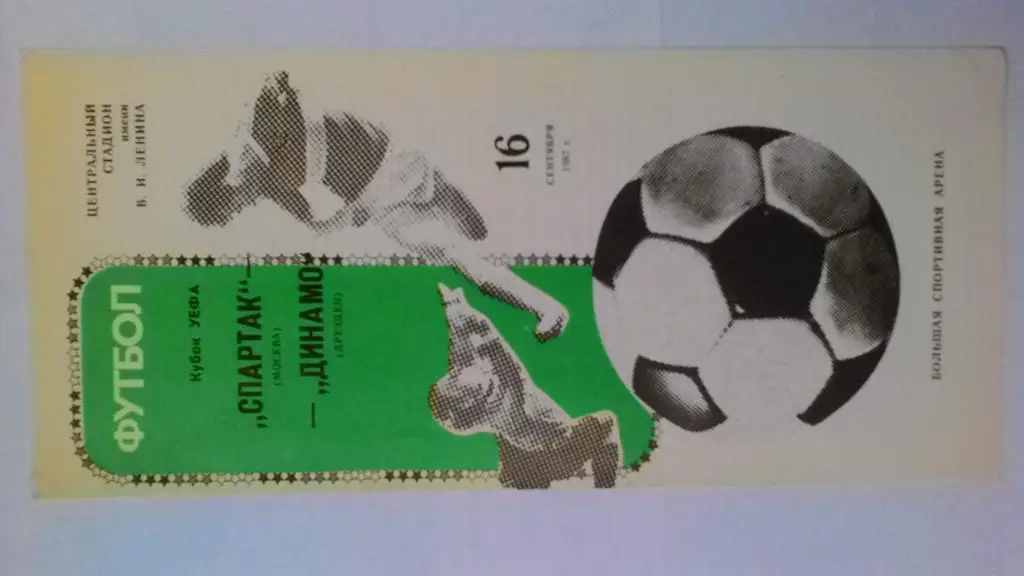 ЦЕНТРАЛЬНЫЙ
СТАДИОН
имени
В. И. ЛЕНИНА
ФУТБОЛ
Кубок УЕФА
„СПАРТАК"—
(МОСКВА)
— „ДИНАМО"
(ДРЕЗДЕН)
16
СЕНТЯБРЯ
1987 г.
БОЛЬШАЯ СПОРТИВНАЯ АРЕНА